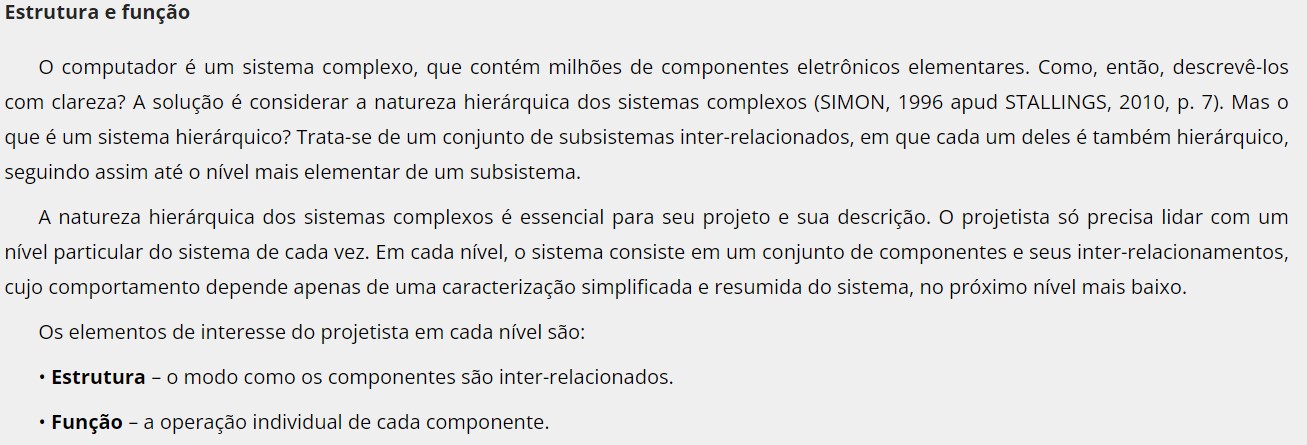 Estrutura e função
O computador é um sistema complexo, que contém milhões de componentes eletrônicos elementares. Como, então, descrevê-los
com clareza? A solução é considerar a natureza hierárquica dos sistemas complexos (SIMON, 1996 apud STALLINGS, 2010, p. 7). Mas o
que é um sistema hierárquico? Trata-se de um conjunto de subsistemas inter-relacionados, em que cada um deles é também hierárquico,
seguindo assim até o nível mais elementar de um subsistema.
A natureza hierárquica dos sistemas complexos é essencial para seu projeto e sua descrição. O projetista só precisa lidar com um
nível particular do sistema de cada vez. Em cada nível, o sistema consiste em um conjunto de componentes e seus inter-relacionamentos,
cujo comportamento depende apenas de uma caracterização simplificada e resumida do sistema, no próximo nível mais baixo.
Os elementos de interesse do projetista em cada nível são:
• Estrutura – o modo como os componentes são inter-relacionados.
• Função – a operação individual de cada componente.